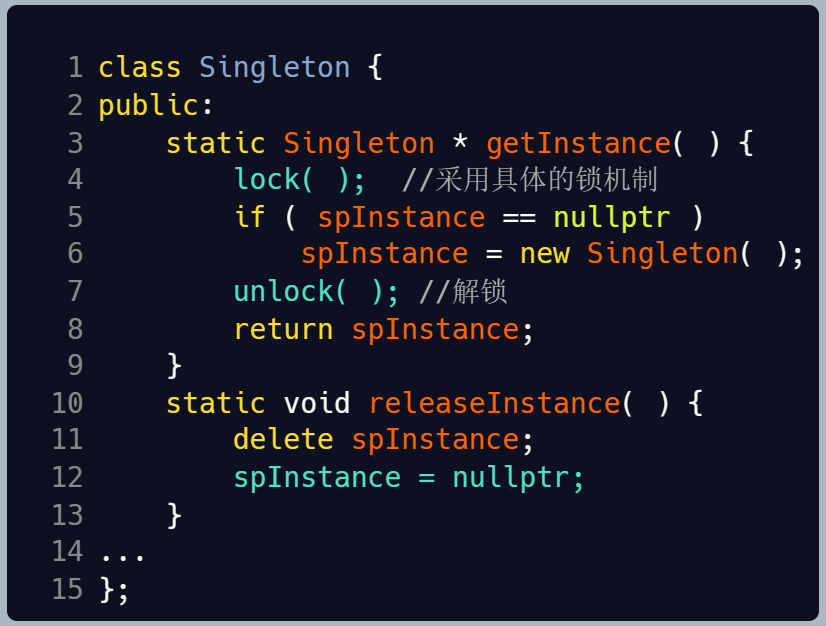 1 class Singleton {
2 public:
3     static Singleton * getInstance( ) {
4         lock( );  //采用具体的锁机制
5         if ( spInstance == nullptr )
6             spInstance = new Singleton( );
7         unlock( ); //解锁
8         return spInstance;
9     }
10     static void releaseInstance( ) {
11         delete spInstance;
12         spInstance = nullptr;
13     }
14 ...
15 };